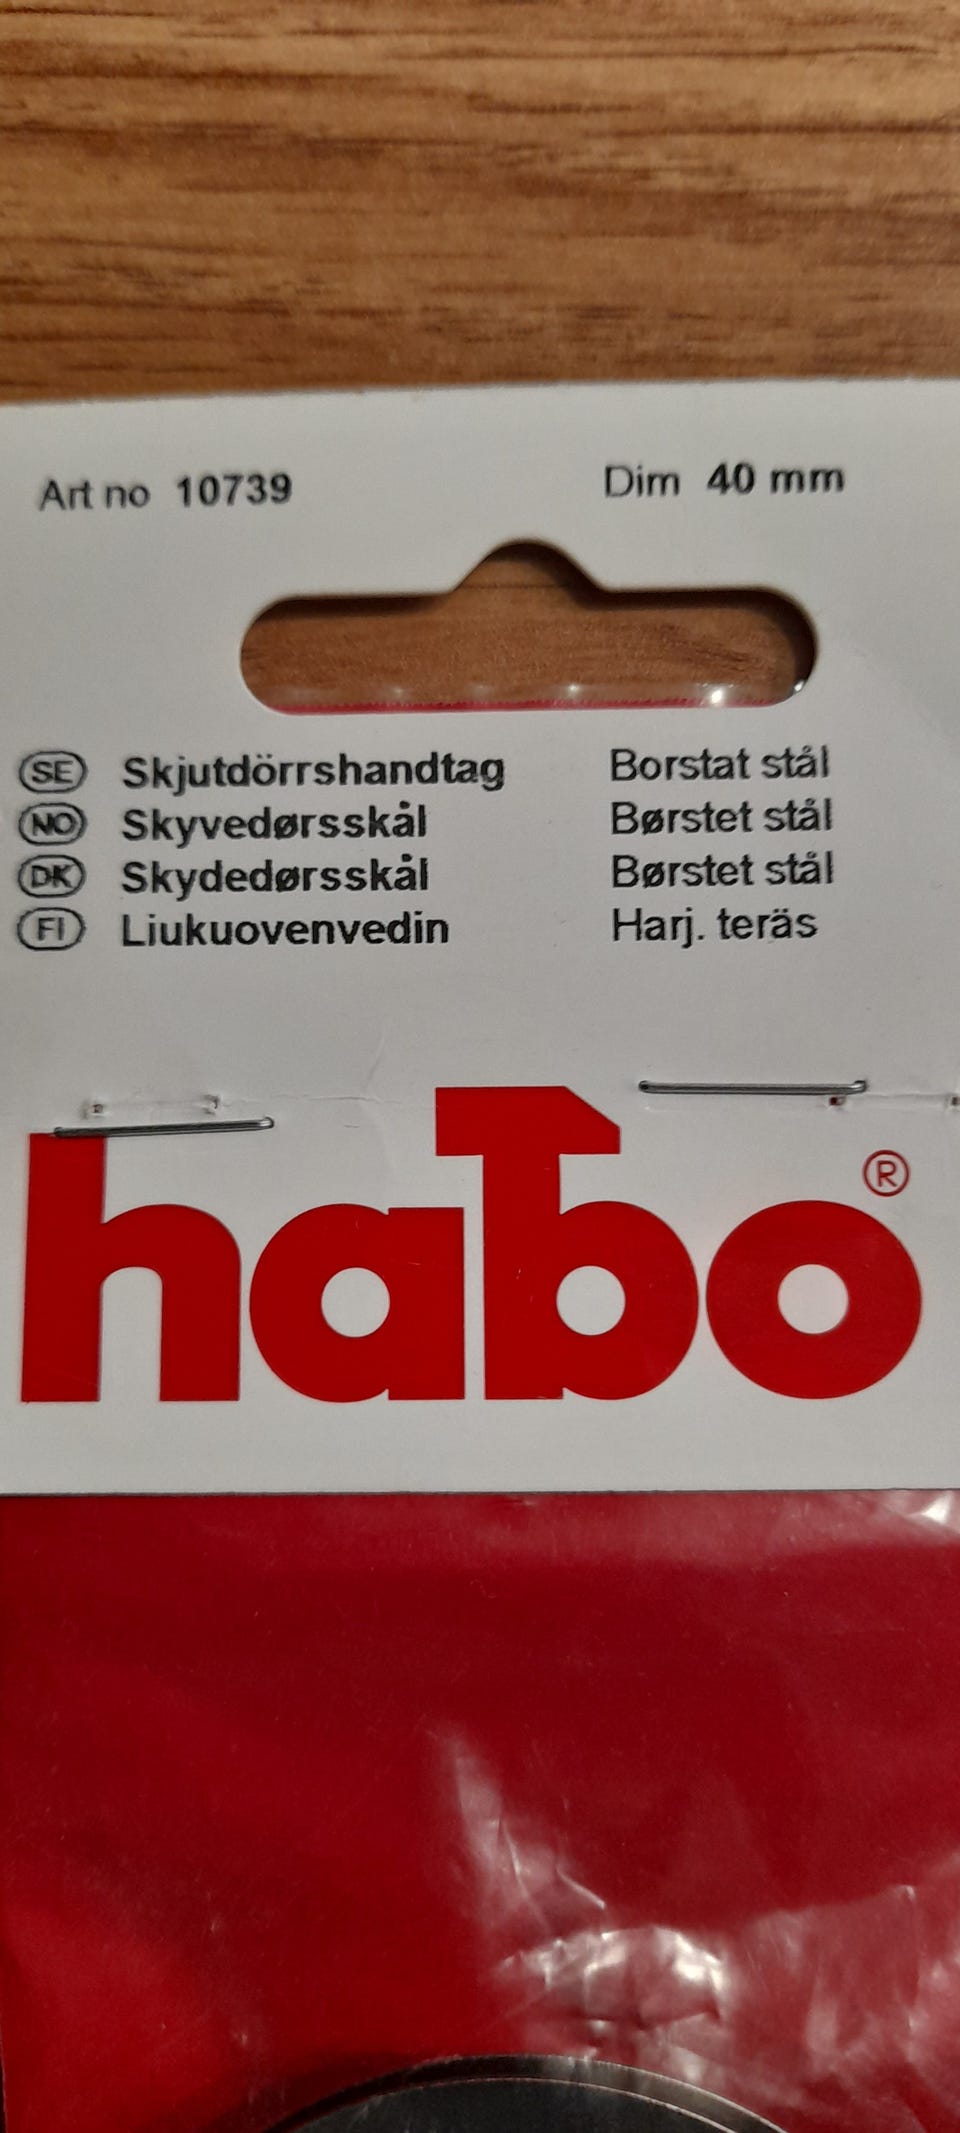 Art no 10739 Dim 40 mm
SE Skjutdörrshandtag Borstat stål
NO Skyvedørsskål Børstet stål
DK Skydedørsskål Børstet stål
FI Liukuovenvedin Harj. teräs
habo®